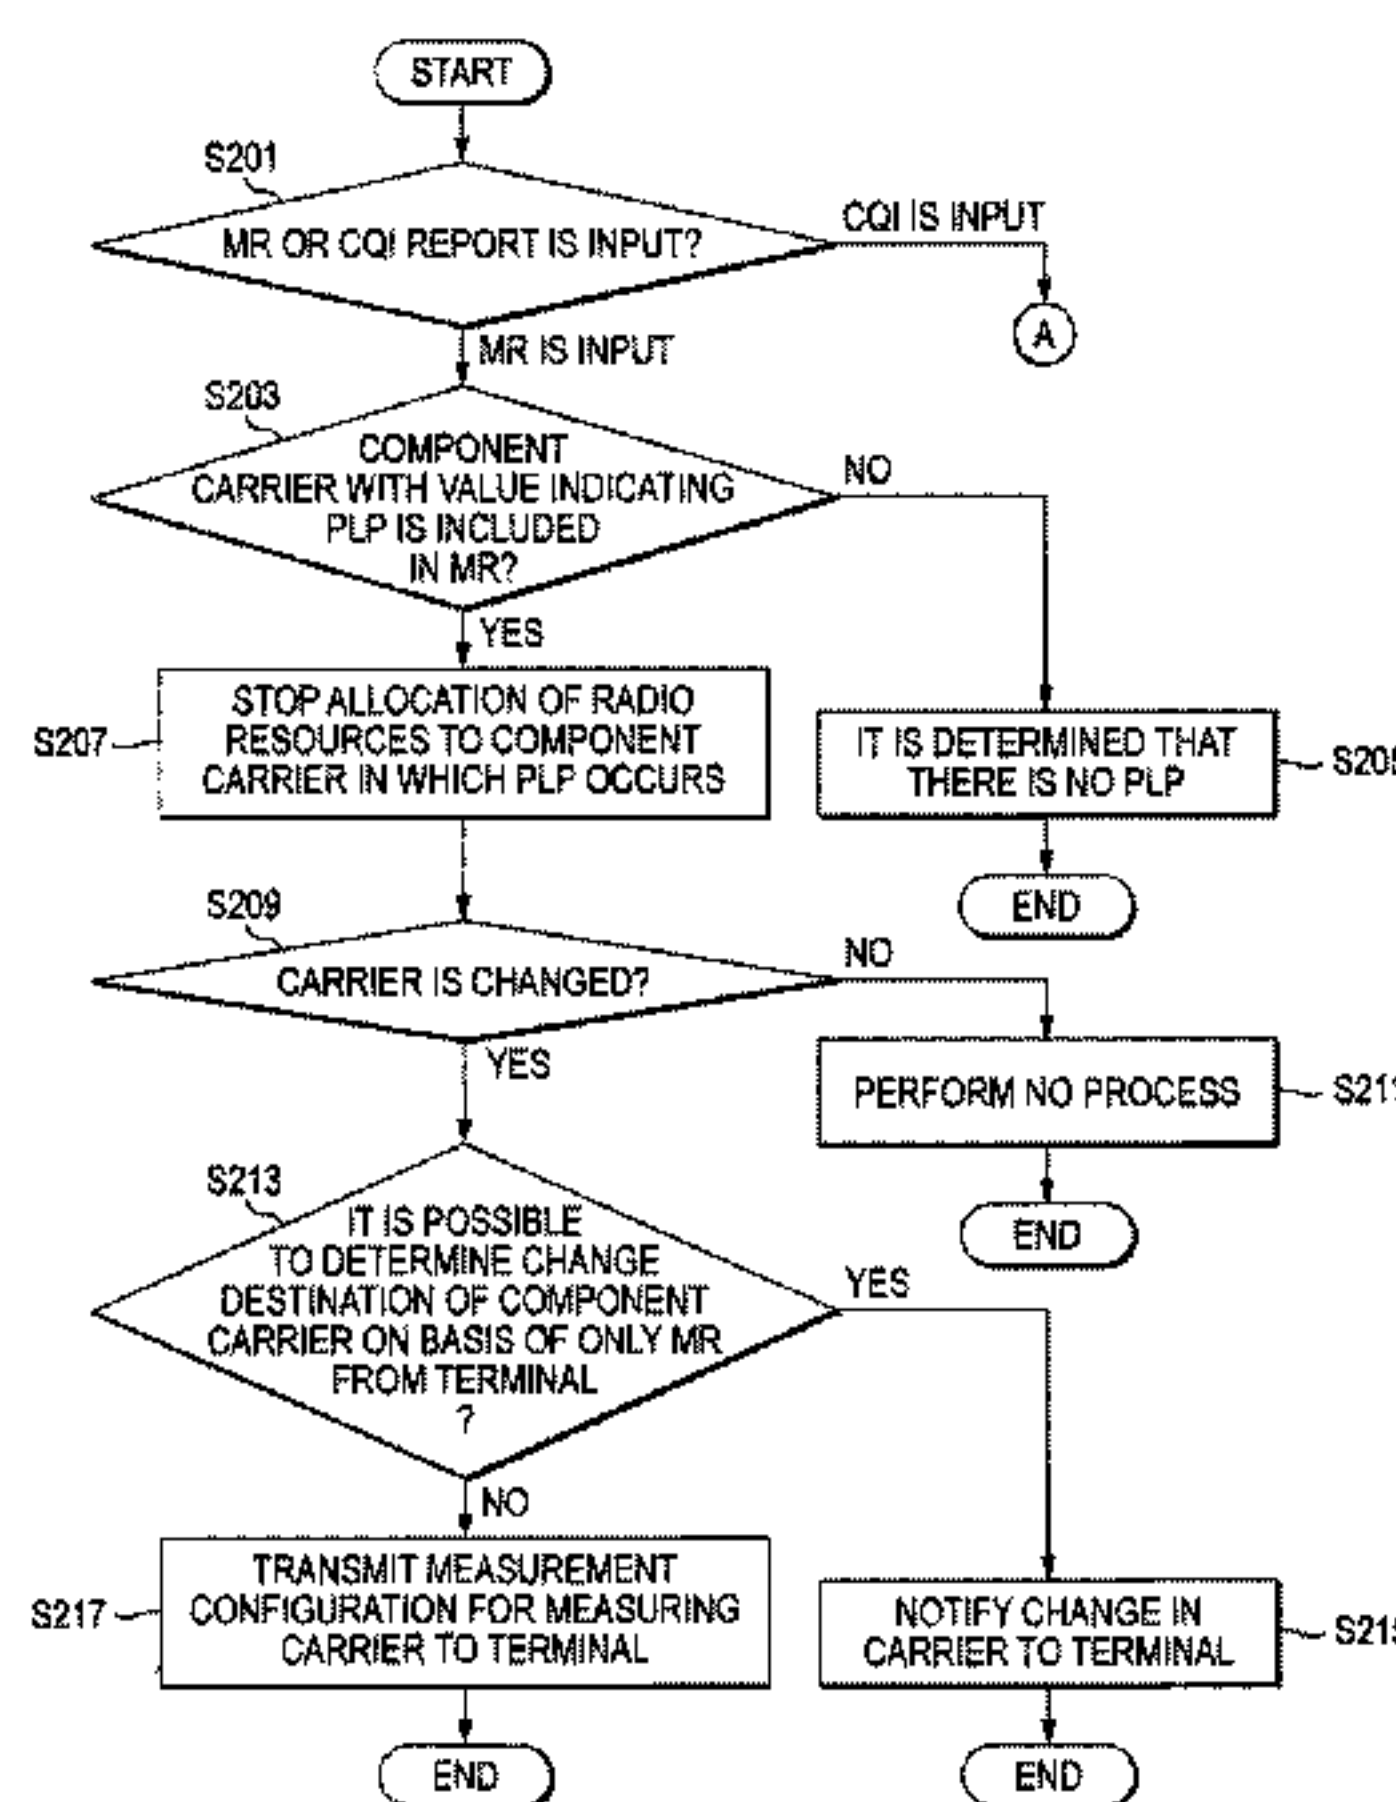 START
S201
MR OR CQI REPORT IS INPUT?
CQI IS INPUT
A
MR IS INPUT
S203
COMPONENT
CARRIER WITH VALUE INDICATING
PLP IS INCLUDED
IN MR?
NO
YES
S207
STOP ALLOCATION OF RADIO
RESOURCES TO COMPONENT
CARRIER IN WHICH PLP OCCURS
IT IS DETERMINED THAT
THERE IS NO PLP
END
S209
CARRIER IS CHANGED?
NO
YES
PERFORM NO PROCESS
END
S213
IT IS POSSIBLE
TO DETERMINE CHANGE
DESTINATION OF COMPONENT
CARRIER ON BASIS OF ONLY MR
FROM TERMINAL
?
YES
NO
S217
TRANSMIT MEASUREMENT
CONFIGURATION FOR MEASURING
CARRIER TO TERMINAL
NOTIFY CHANGE IN
CARRIER TO TERMINAL
END
END